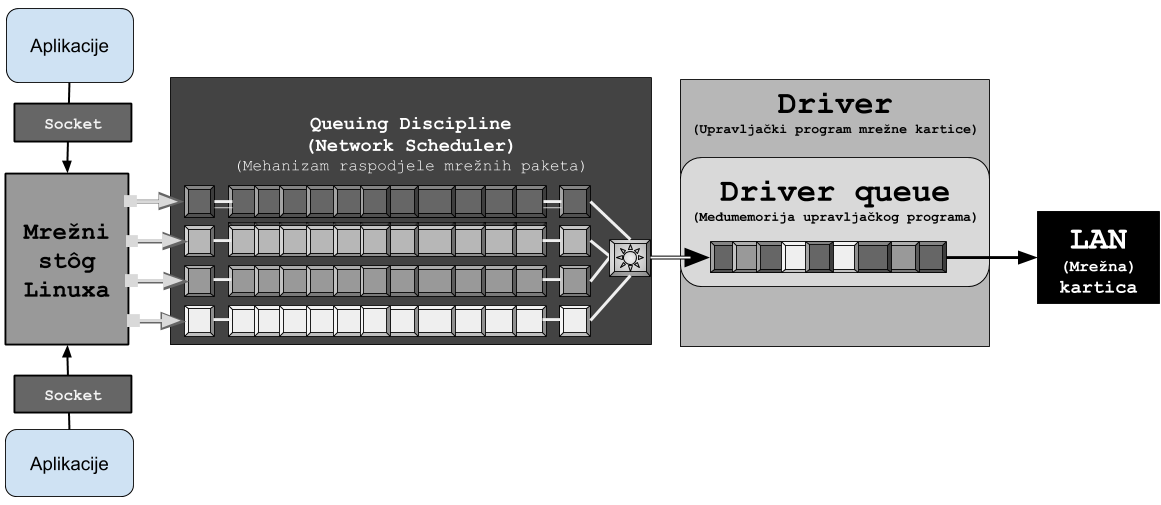 Aplikacije
Socket
Mrežni
stôg
Linuxa
Socket
Aplikacije
Queuing Discipline
(Network Scheduler)
(Mehanizam raspodjele mrežnih paketa)
Driver
(Upravljački program mrežne kartice)
Driver queue
(Međumemorija upravljačkog programa)
LAN
(Mrežna)
kartica